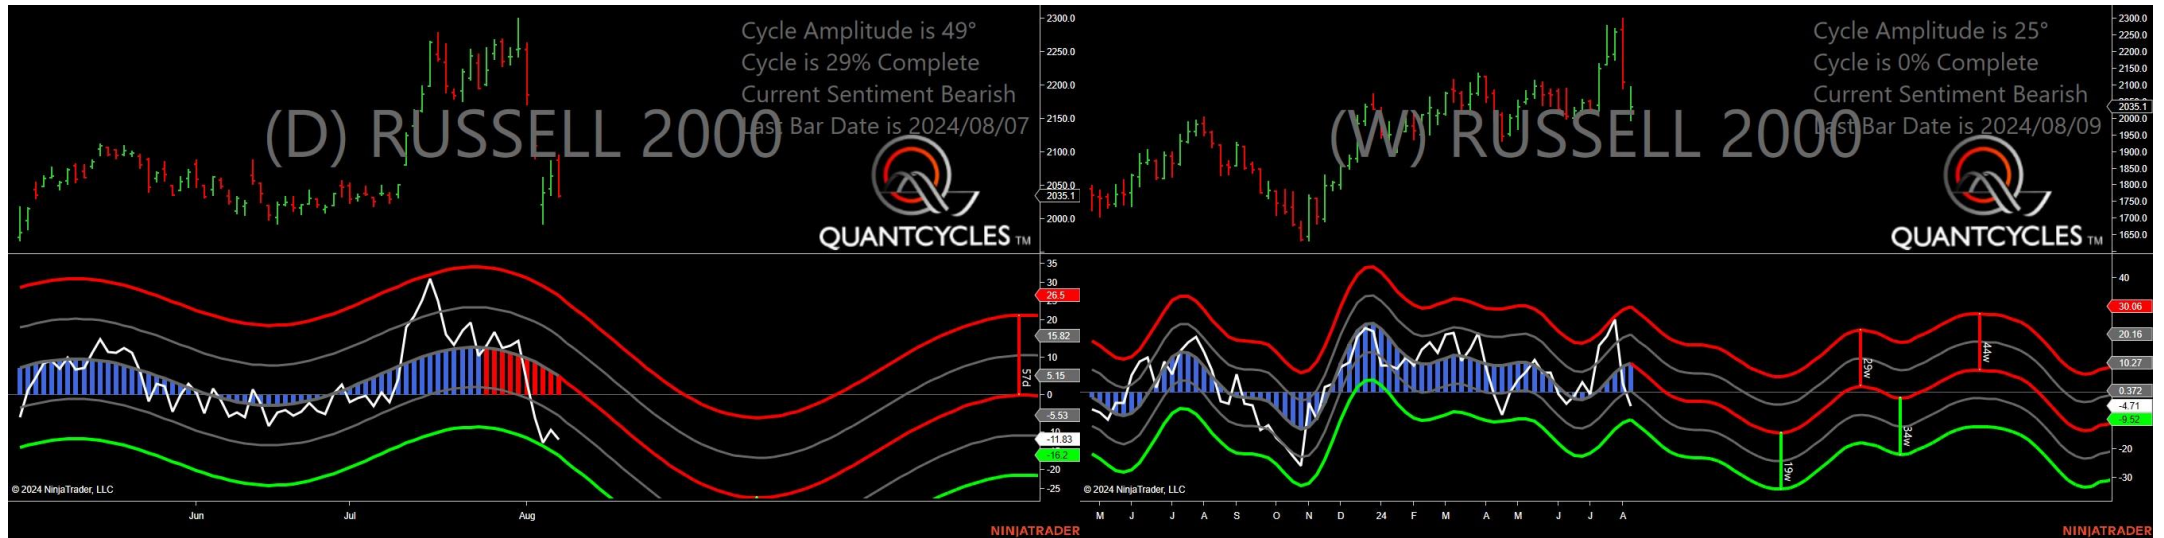 Cycle Amplitude is 49°
Cycle is 29% Complete
Current Sentiment Bearish
Last Bar Date is 2024/08/07
(D) RUSSELL 2000
QUANTCYCLES TM
2300.0
2250.0
2200.0
2150.0
2100.0
2050.0
2035.1
2000.0
35
30
26.5
20
15.82
10
5.15
0
-5.53
-11.83
-16.2
-20
-25
57d
© 2024 NinjaTrader, LLC
Jun Jul Aug
NINJATRADER
Cycle Amplitude is 25°
Cycle is 0% Complete
Current Sentiment Bearish
Last Bar Date is 2024/08/09
(W) RUSSELL 2000
QUANTCYCLES TM
2300.0
2250.0
2200.0
2150.0
2100.0
2035.1
2000.0
1950.0
1900.0
1850.0
1800.0
1750.0
1700.0
1650.0
40
30.06
20.16
10.27
0.372
-4.71
-9.52
-20
-30
29w
44w
34w
19w
© 2024 NinjaTrader, LLC
M J J A S O N D 24 F M A M J J A
NINJATRADER